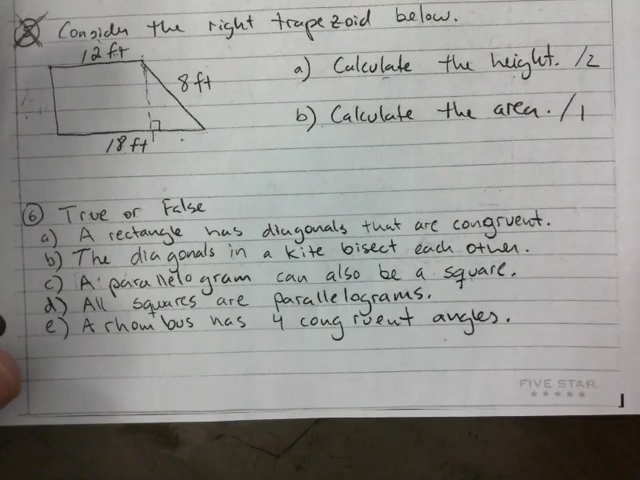 Consider the right trapezoid below.
12 ft
8 ft
18 ft
a) Calculate the height. /2
b) Calculate the area. /1
6 True or False
a) A rectangle has diagonals that are congruent.
b) The diagonals in a kite bisect each other.
c) A parallelogram can also be a square.
d) All squares are parallelograms.
e) A rhombus has 4 congruent angles.
FIVE STAR